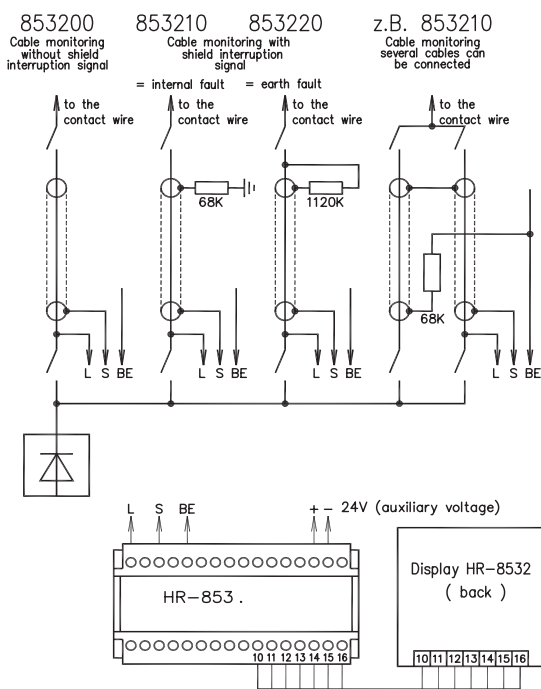 853200
Cable monitoring
without shield
interruption signal
853210 853220
Cable monitoring with
shield interruption
signal
= internal fault = earth fault
z.B. 853210
Cable monitoring
several cables can
be connected
to the
contact wire
to the
contact wire
to the
contact wire
to the
contact wire
68K
1120K
68K
L S BE
L S BE
L S BE
L S BE
L S BE + - 24V (auxiliary voltage)
HR-853 .
10 11 12 13 14 15 16
Display HR-8532
( back )
10 11 12 13 14 15 16